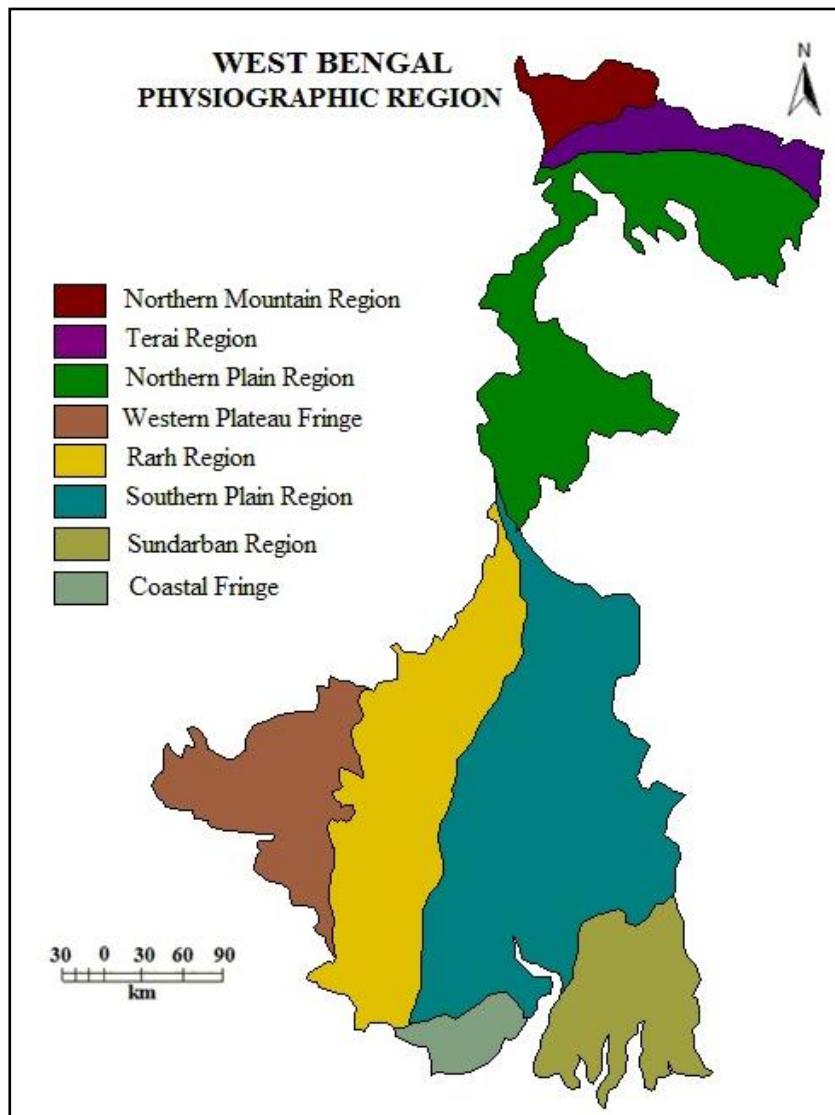 WEST BENGAL
PHYSIOGRAPHIC REGION
N
Northern Mountain Region
Terai Region
Northern Plain Region
Western Plateau Fringe
Rarh Region
Southern Plain Region
Sundarban Region
Coastal Fringe
30 0 30 60 90
km